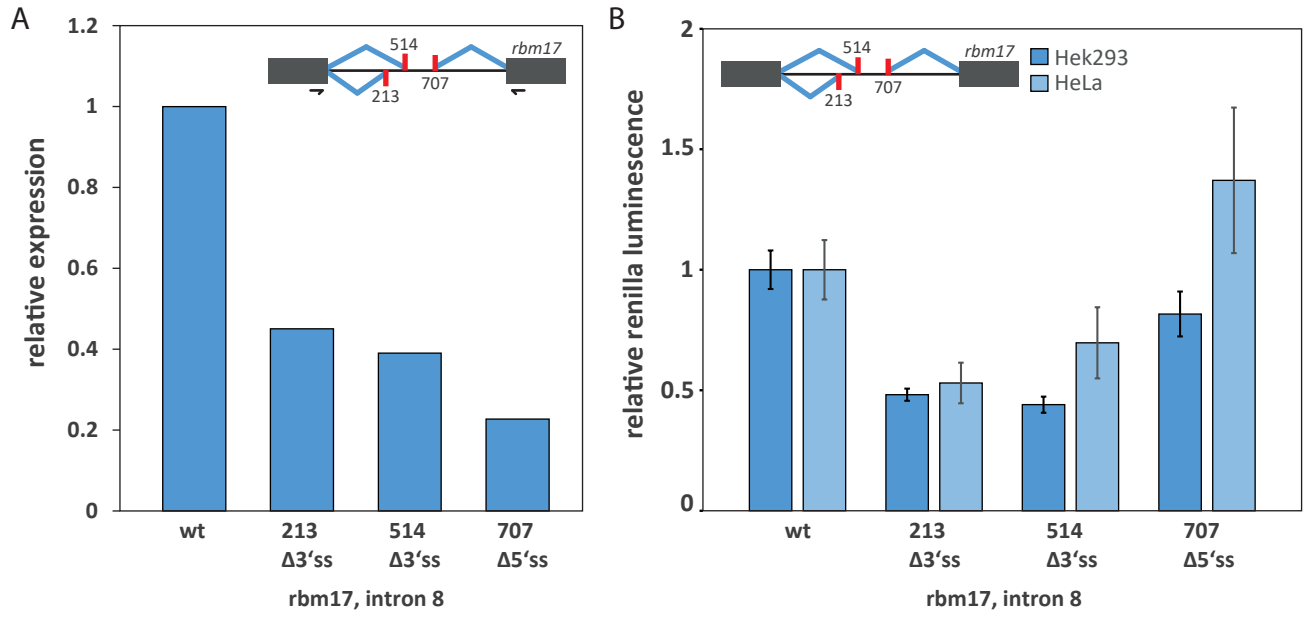 A
1.2
1
0.8
0.6
0.4
0.2
0
relative expression
514
rbm17
213
707
wt
213
Δ3‘ss
514
Δ3‘ss
707
Δ5‘ss
rbm17, intron 8
B
2
1.5
1
0.5
0
relative renilla luminescence
514
rbm17
213
707
Hek293
HeLa
wt
213
Δ3‘ss
514
Δ3‘ss
707
Δ5‘ss
rbm17, intron 8